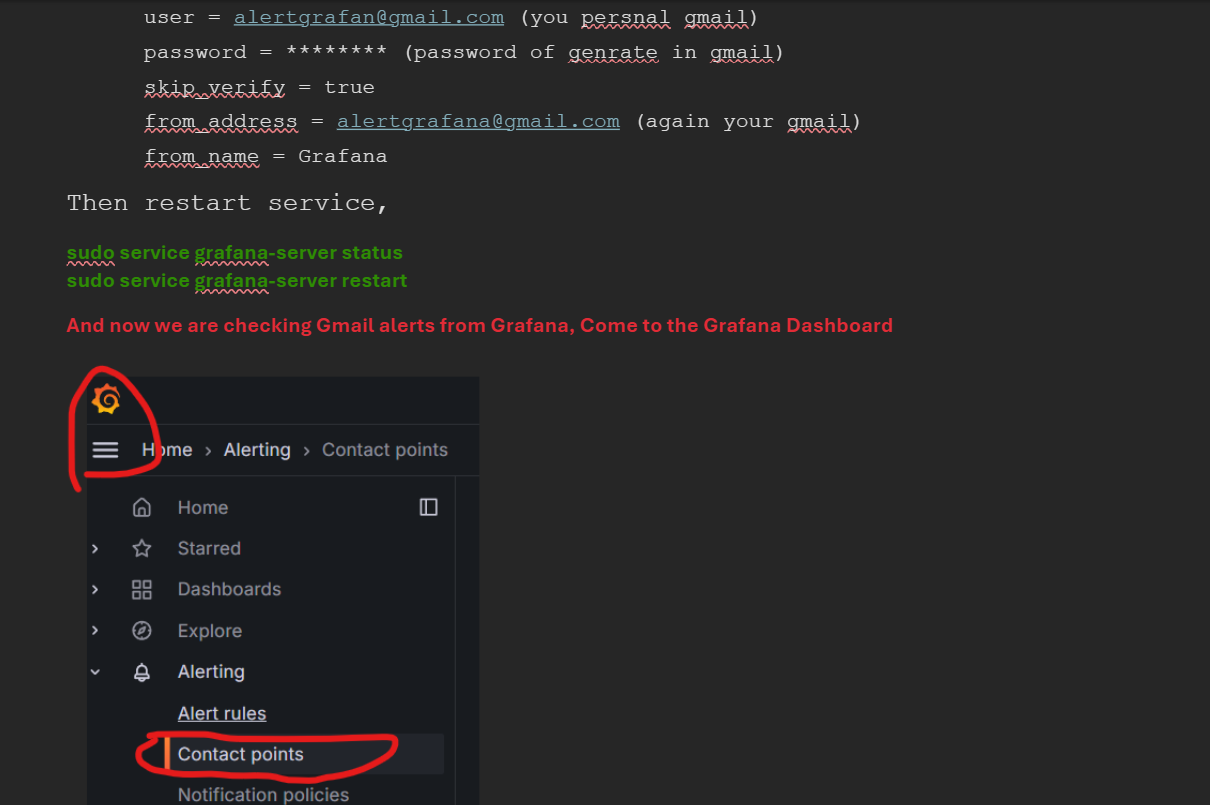 user = alertgrafan@gmail.com (you persnal gmail)
password = ******** (password of genrate in gmail)
skip_verify = true
from_address = alertgrafana@gmail.com (again your gmail)
from_name = Grafana
Then restart service,
sudo service grafana-server status
sudo service grafana-server restart
And now we are checking Gmail alerts from Grafana, Come to the Grafana Dashboard
Home › Alerting › Contact points
Home
Starred
Dashboards
Explore
Alerting
Alert rules
Contact points
Notification policies